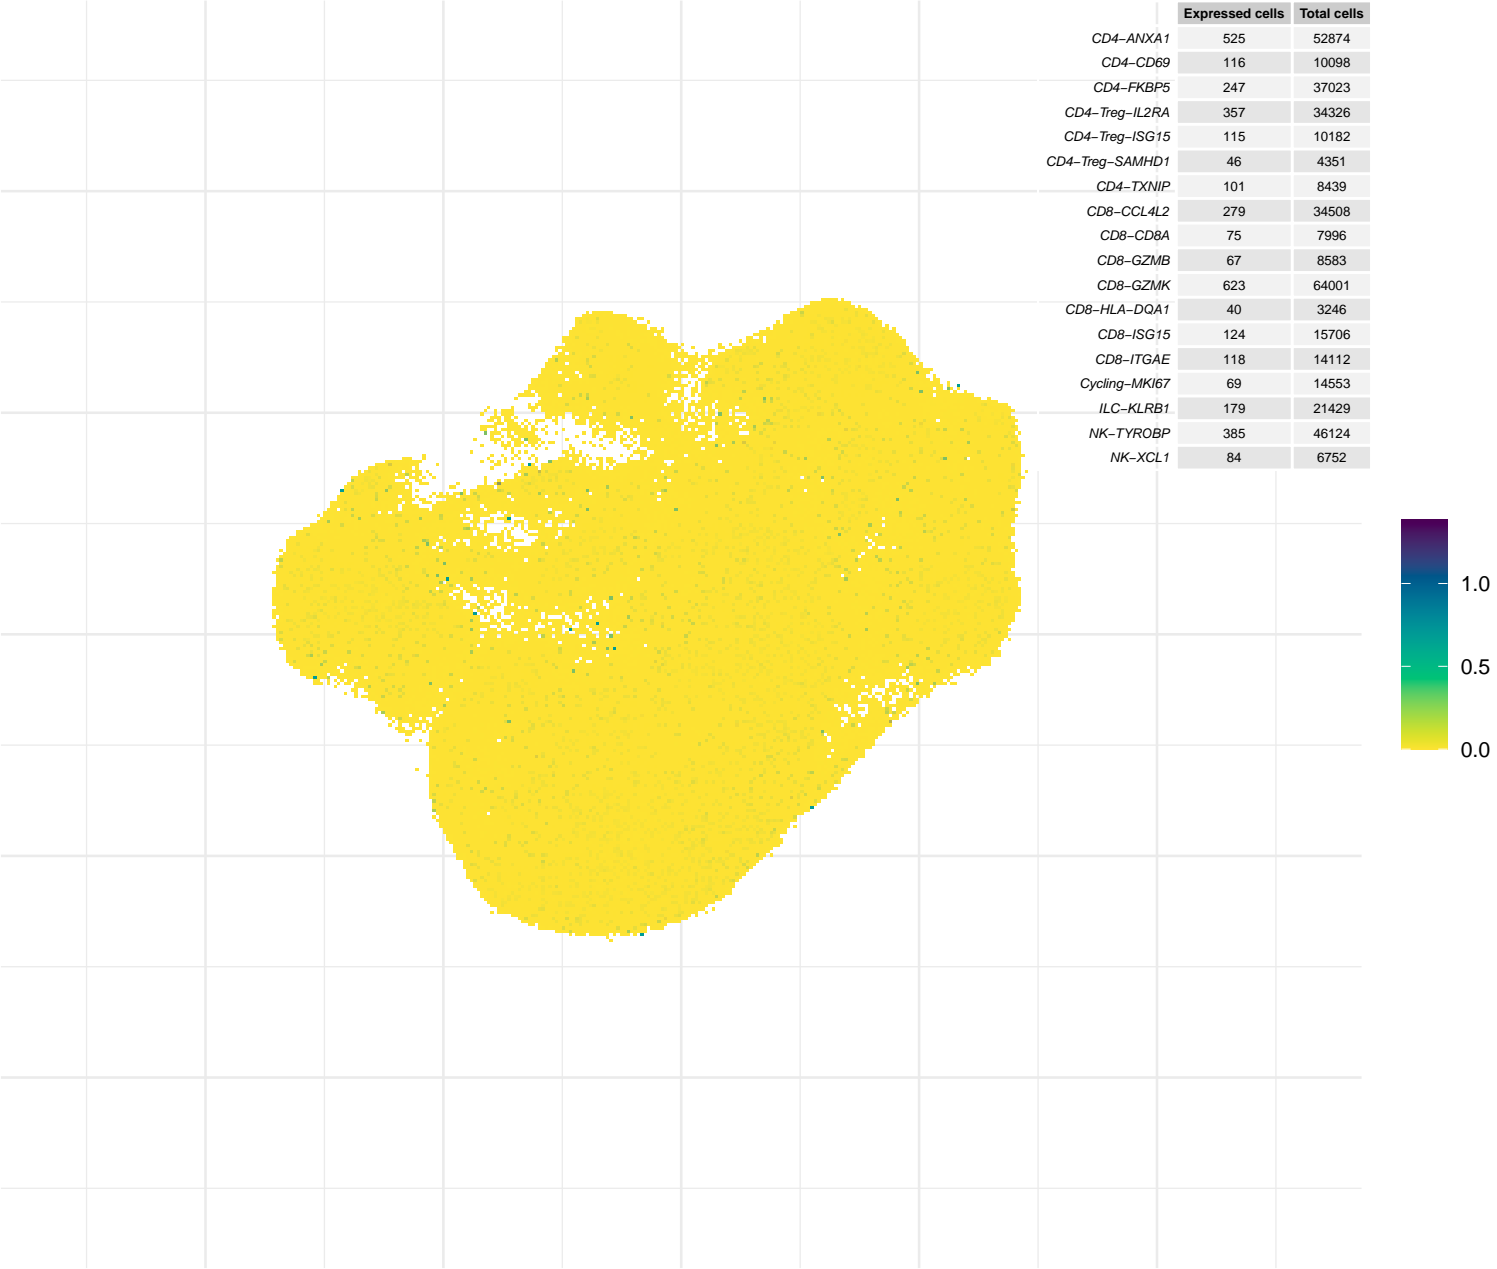 Expressed cells Total cells
CD4−ANXA1 525 52874
CD4−CD69 116 10098
CD4−FKBP5 247 37023
CD4−Treg−IL2RA 357 34326
CD4−Treg−ISG15 115 10182
CD4−Treg−SAMHD1 46 4351
CD4−TXNIP 101 8439
CD8−CCL4L2 279 34508
CD8−CD8A 75 7996
CD8−GZMB 67 8583
CD8−GZMK 623 64001
CD8−HLA−DQA1 40 3246
CD8−ISG15 124 15706
CD8−ITGAE 118 14112
Cycling−MKI67 69 14553
ILC−KLRB1 179 21429
NK−TYROBP 385 46124
NK−XCL1 84 6752
1.0
0.5
0.0